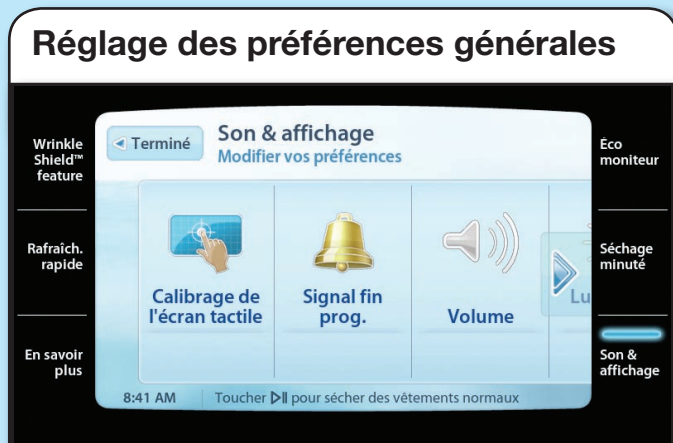 Réglage des préférences générales
Wrinkle
Shield™
feature
Rafraich.
rapide
En savoir
plus
Terminé
Son & affichage
Modifier vos préférences
Calibrage de
l'écran tactile
Signal fin
prog.
Volume
Lu
8:41 AM
Toucher ▷II pour sécher des vêtements normaux
Éco
moniteur
Séchage
minuté
Son &
affichage